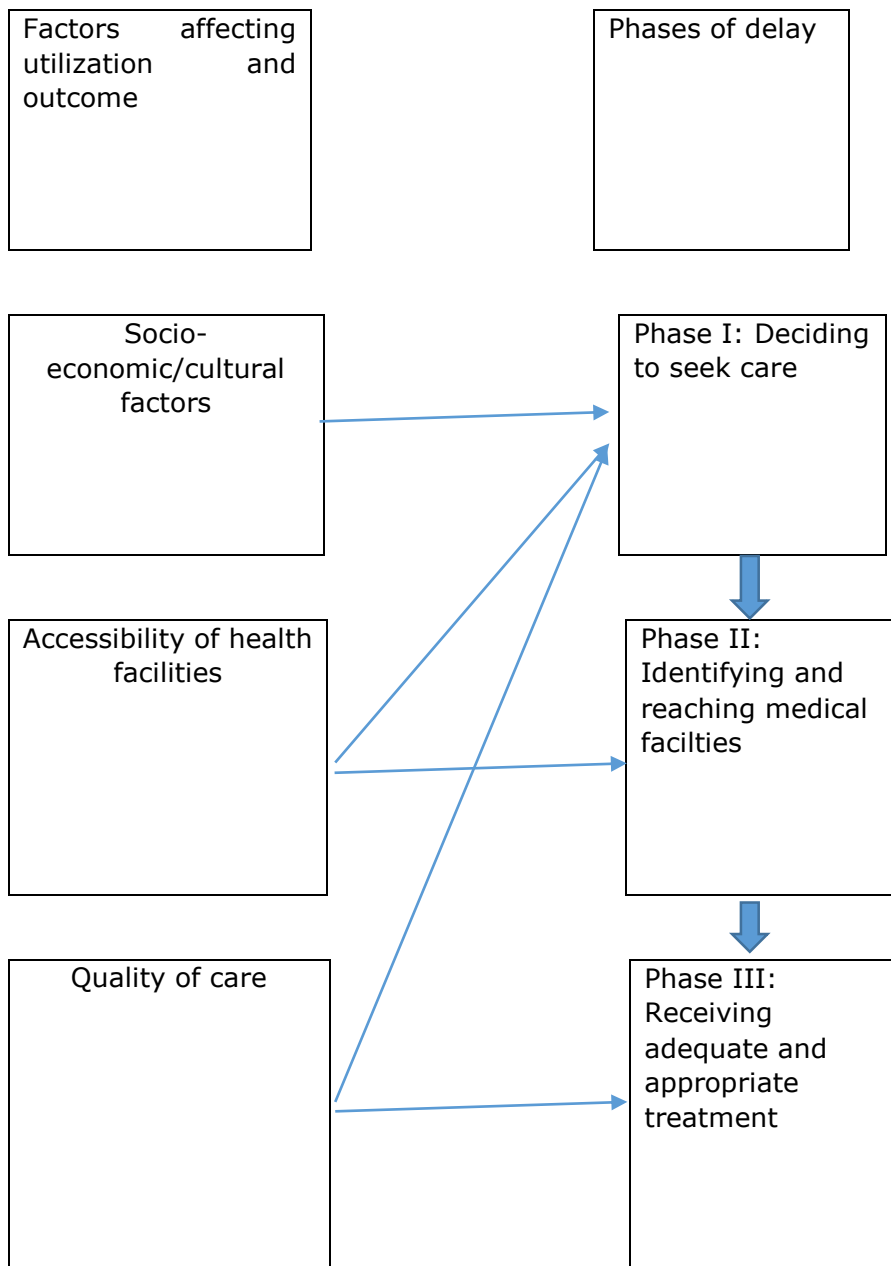 Factors affecting
utilization and
outcome
Phases of delay
Socio-
economic/cultural
factors
Phase I: Deciding
to seek care
Accessibility of health
facilities
Phase II:
Identifying and
reaching medical
facilties
Quality of care
Phase III:
Receiving
adequate and
appropriate
treatment